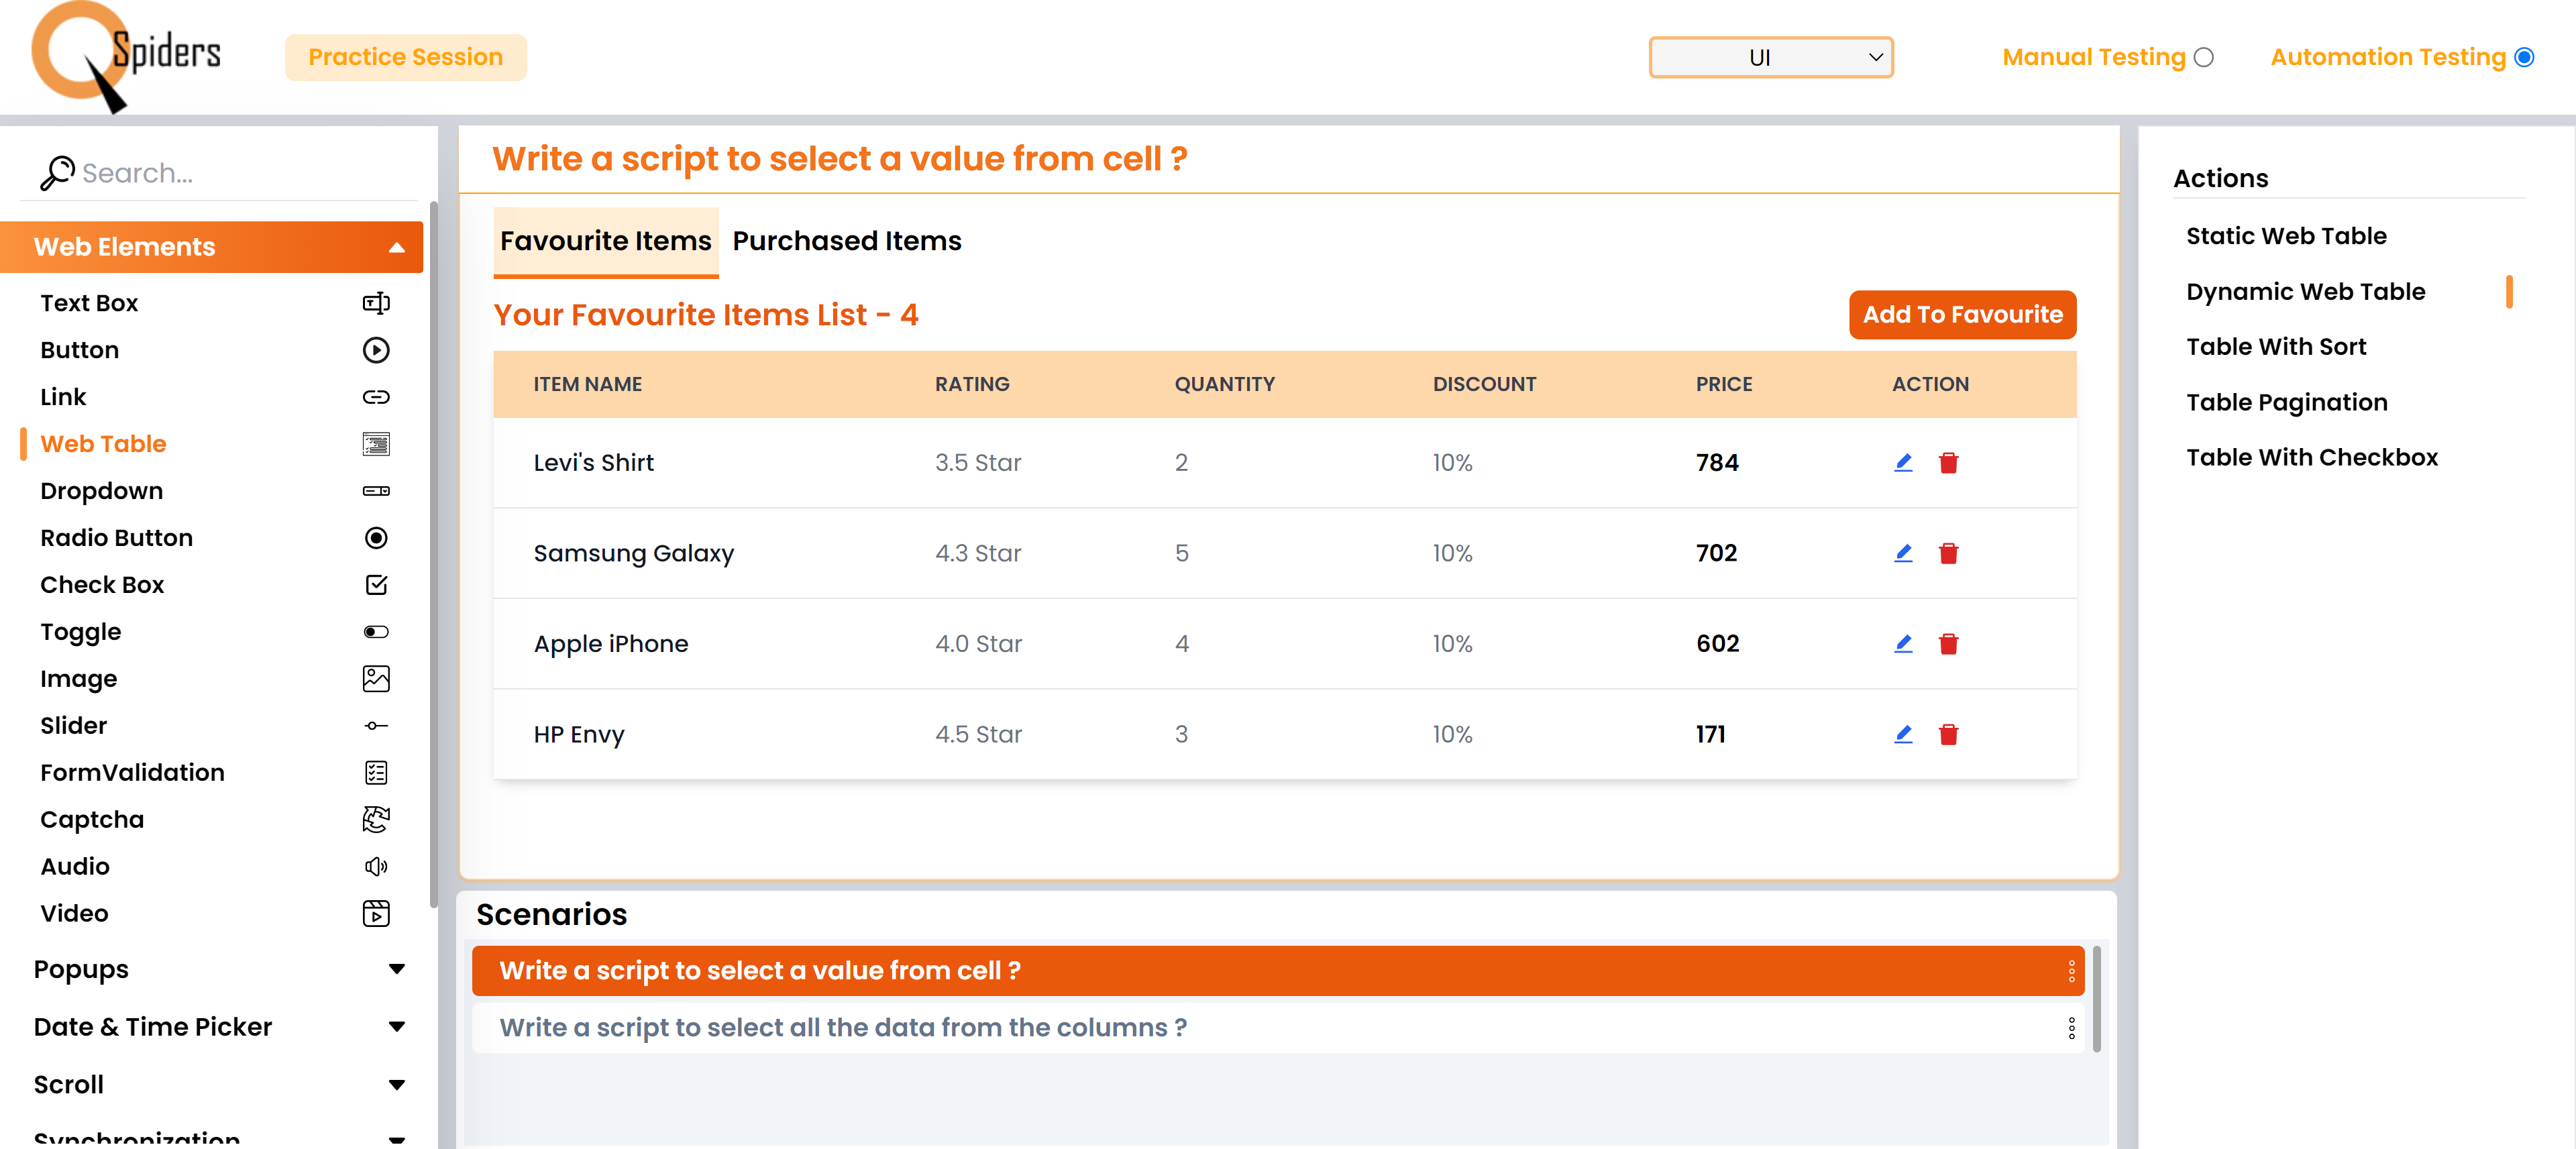 Spiders
Practice Session
UI
Manual Testing
Automation Testing
Search...
Web Elements
Text Box
Button
Link
Web Table
Dropdown
Radio Button
Check Box
Toggle
Image
Slider
FormValidation
Captcha
Audio
Video
Popups
Date & Time Picker
Scroll
Synchronization
Write a script to select a value from cell ?
Favourite Items Purchased Items
Your Favourite Items List - 4
Add To Favourite
ITEM NAME RATING QUANTITY DISCOUNT PRICE ACTION
Levi's Shirt 3.5 Star 2 10% 784
Samsung Galaxy 4.3 Star 5 10% 702
Apple iPhone 4.0 Star 4 10% 602
HP Envy 4.5 Star 3 10% 171
Scenarios
Write a script to select a value from cell ?
Write a script to select all the data from the columns ?
Actions
Static Web Table
Dynamic Web Table
Table With Sort
Table Pagination
Table With Checkbox